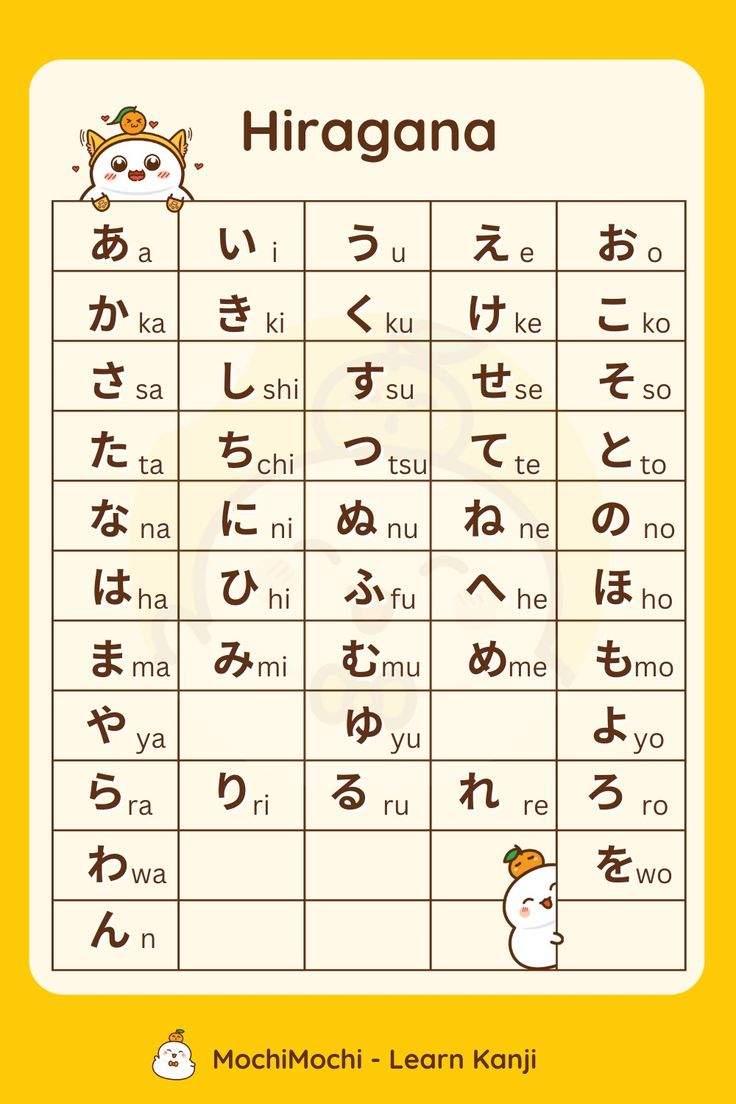 Hiragana
あ a い i う u え e お o
か ka き ki く ku け ke こ ko
さ sa し shi す su せ se そ so
た ta ち chi つ tsu て te と to
な na に ni ぬ nu ね ne の no
は ha ひ hi ふ fu へ he ほ ho
ま ma み mi む mu め me も mo
や ya ゆ yu よ yo
ら ra り ri る ru れ re ろ ro
わ wa を wo
ん n
MochiMochi - Learn Kanji